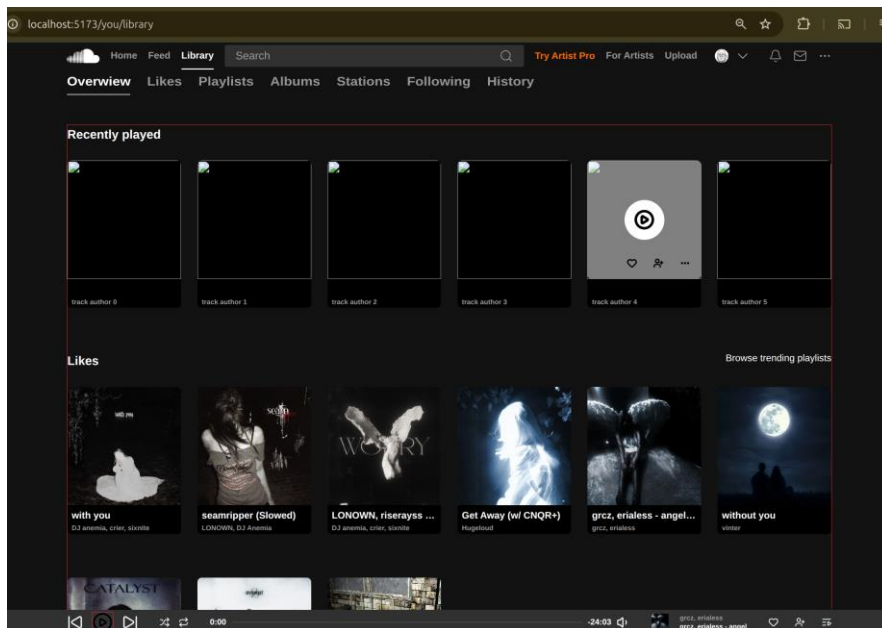 localhost:5173/you/library
Home Feed Library Search Try Artist Pro For Artists Upload
Overwiew Likes Playlists Albums Stations Following History
Recently played
track author 0 track author 1 track author 2 track author 3 track author 4 track author 5
Likes Browse trending playlists
with you
WORRY
with you seamripper (Slowed) LONOWN, riserayss ... Get Away (w/ CNQR+) grcz, erialess - angel... without you
DJ anemia, crier, sixnite LONOWN, DJ Anemia DJ anemia, crier, sixnite Hugeloud grcz, erialess vinter
CATALYST
0:00 -24:03 grcz, erialess
grcz, erialess - angel